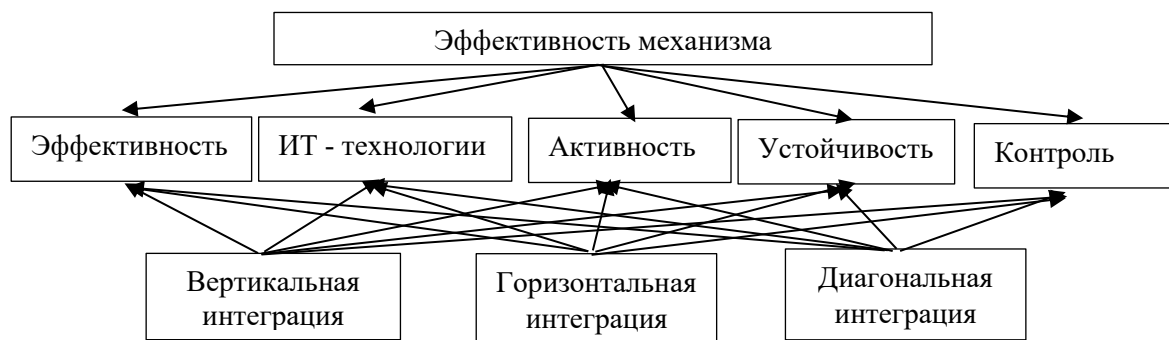 Эффективность механизма
Эффективность
ИТ - технологии
Активность
Устойчивость
Контроль
Вертикальная
интеграция
Горизонтальная
интеграция
Диагональная
интеграция